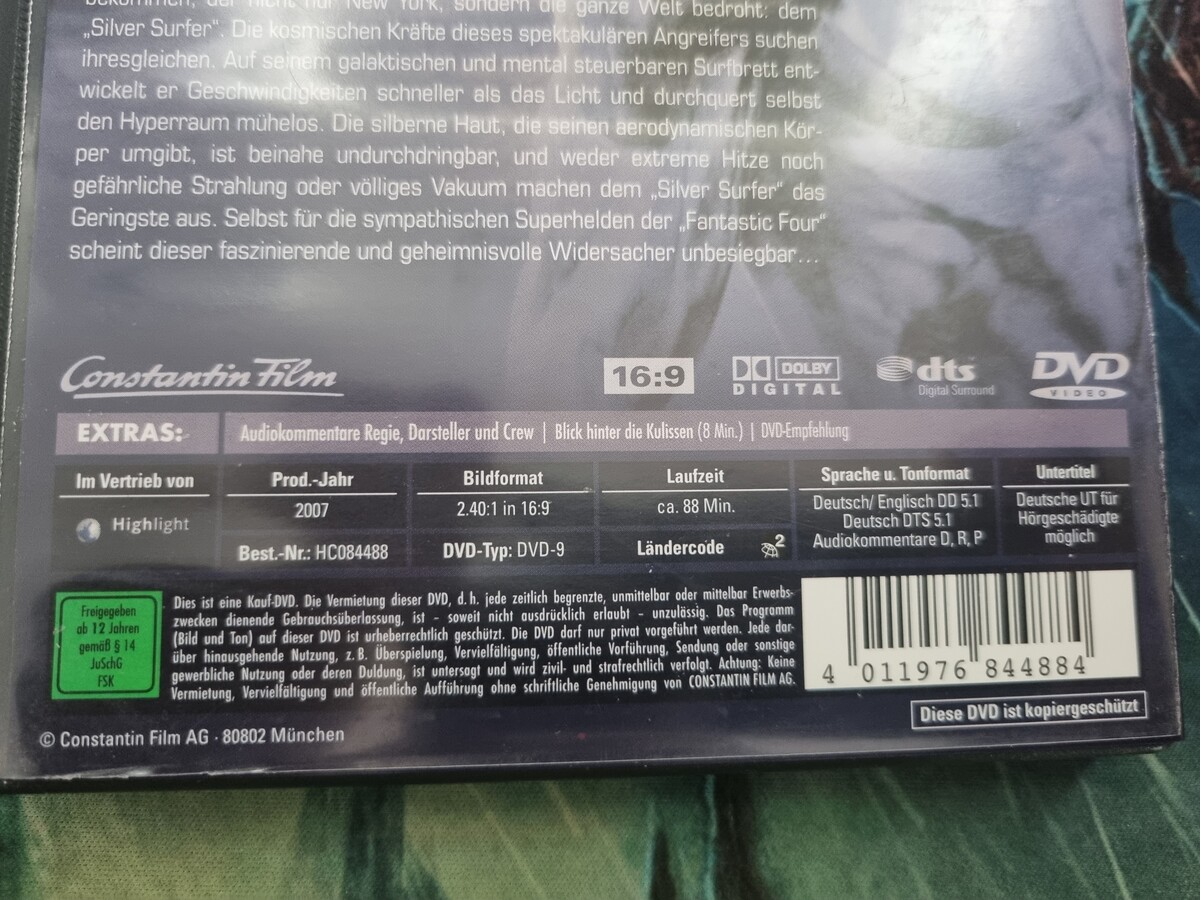 bekommen, der nicht nur New York, sondern die ganze Welt bedroht: dem
„Silver Surfer“. Die kosmischen Kräfte dieses spektakulären Angreifers suchen
ihresgleichen. Auf seinem galaktischen und mental steuerbaren Surfbrett ent-
wickelt er Geschwindigkeiten schneller als das Licht und durchquert selbst
den Hyperraum mühelos. Die silberne Haut, die seinen aerodynamischen Kör-
per umgibt, ist beinahe undurchdringbar, und weder extreme Hitze noch
gefährliche Strahlung oder völliges Vakuum machen dem „Silver Surfer“ das
Geringste aus. Selbst für die sympathischen Superhelden der „Fantastic Four“
scheint dieser faszinierende und geheimnisvolle Widersacher unbesiegbar...
Constantin Film
16:9
DOLBY
DIGITAL
dts
Digital Surround
DVD
VIDEO
EXTRAS:
Audiokommentare Regie, Darsteller und Crew | Blick hinter die Kulissen (8 Min.) | DVD-Empfehlung
Im Vertrieb von
Highlight
Prod.-Jahr
2007
Best.-Nr.: HC084488
Bildformat
2.40:1 in 16:9
DVD-Typ: DVD-9
Laufzeit
ca. 88 Min.
Ländercode 2
Sprache u. Tonformat
Deutsch/ Englisch DD 5.1
Deutsch DTS 5.1
Audiokommentare D, R, P
Untertitel
Deutsche UT für
Hörgeschädigte
möglich
Freigegeben
ab 12 Jahren
gemäß § 14
JuSchG
FSK
Dies ist eine Kauf-DVD. Die Vermietung dieser DVD, d. h. jede zeitlich begrenzte, unmittelbar oder mittelbar Erwerbs-
zwecken dienende Gebrauchsüberlassung, ist - soweit nicht ausdrücklich erlaubt - unzulässig. Das Programm
(Bild und Ton) auf dieser DVD ist urheberrechtlich geschützt. Die DVD darf nur privat vorgeführt werden. Jede dar-
über hinausgehende Nutzung, z. B. Überspielung, Vervielfältigung, öffentliche Vorführung, Sendung oder sonstige
gewerbliche Nutzung oder deren Duldung, ist untersagt und wird zivil- und strafrechtlich verfolgt. Achtung: Keine
Vermietung, Vervielfältigung und öffentliche Aufführung ohne schriftliche Genehmigung von CONSTANTIN FILM AG.
4 011976 844884
Diese DVD ist kopiergeschützt
© Constantin Film AG · 80802 München